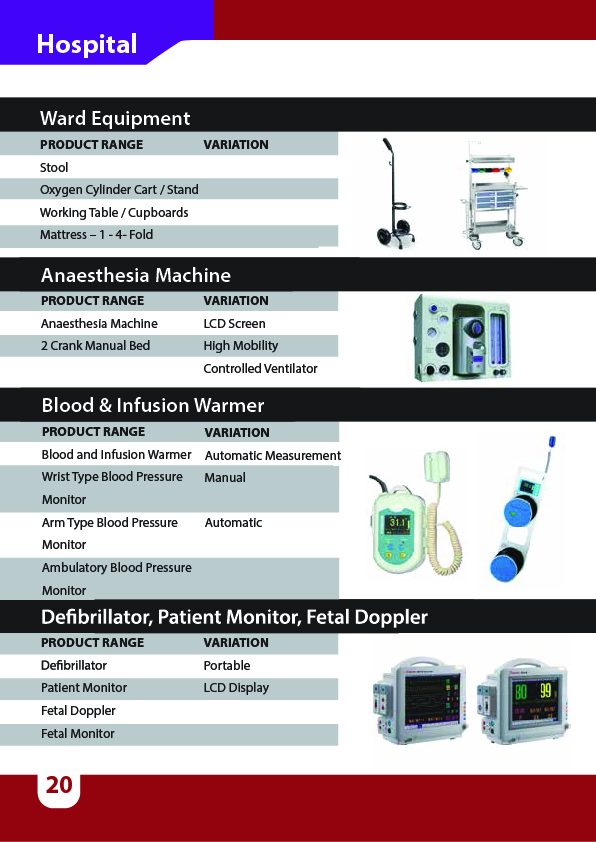 Hospital
Ward Equipment
PRODUCT RANGE VARIATION
Stool
Oxygen Cylinder Cart / Stand
Working Table / Cupboards
Mattress – 1 - 4- Fold
Anaesthesia Machine
PRODUCT RANGE VARIATION
Anaesthesia Machine LCD Screen
2 Crank Manual Bed High Mobility
Controlled Ventilator
Blood & Infusion Warmer
PRODUCT RANGE VARIATION
Blood and Infusion Warmer Automatic Measurement
Wrist Type Blood Pressure Manual
Monitor
Arm Type Blood Pressure Automatic
Monitor
Ambulatory Blood Pressure
Monitor
31.1
Defibrillator, Patient Monitor, Fetal Doppler
PRODUCT RANGE VARIATION
Defibrillator Portable
Patient Monitor LCD Display
Fetal Doppler
Fetal Monitor
80 99
20